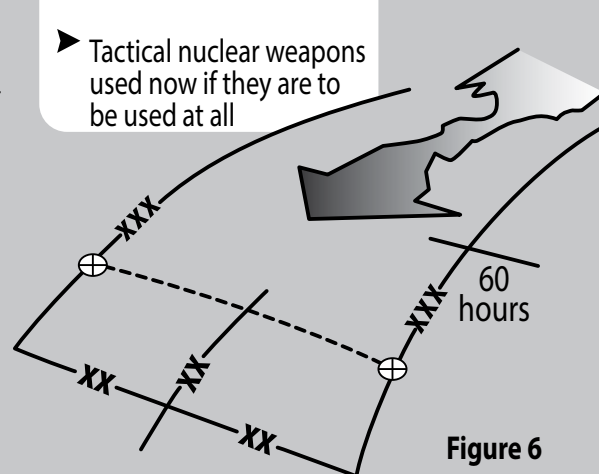 ➤ Tactical nuclear weapons
used now if they are to
be used at all
XXX
60
hours
XXX
XX
XX
XX
Figure 6